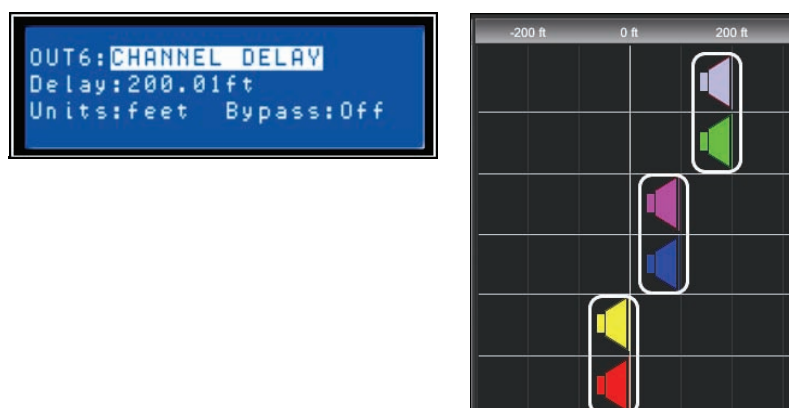 OUT6:CHANNEL DELAY
Delay:200.01ft
Units:feet Bypass:Off
-200 ft 0 ft 200 ft